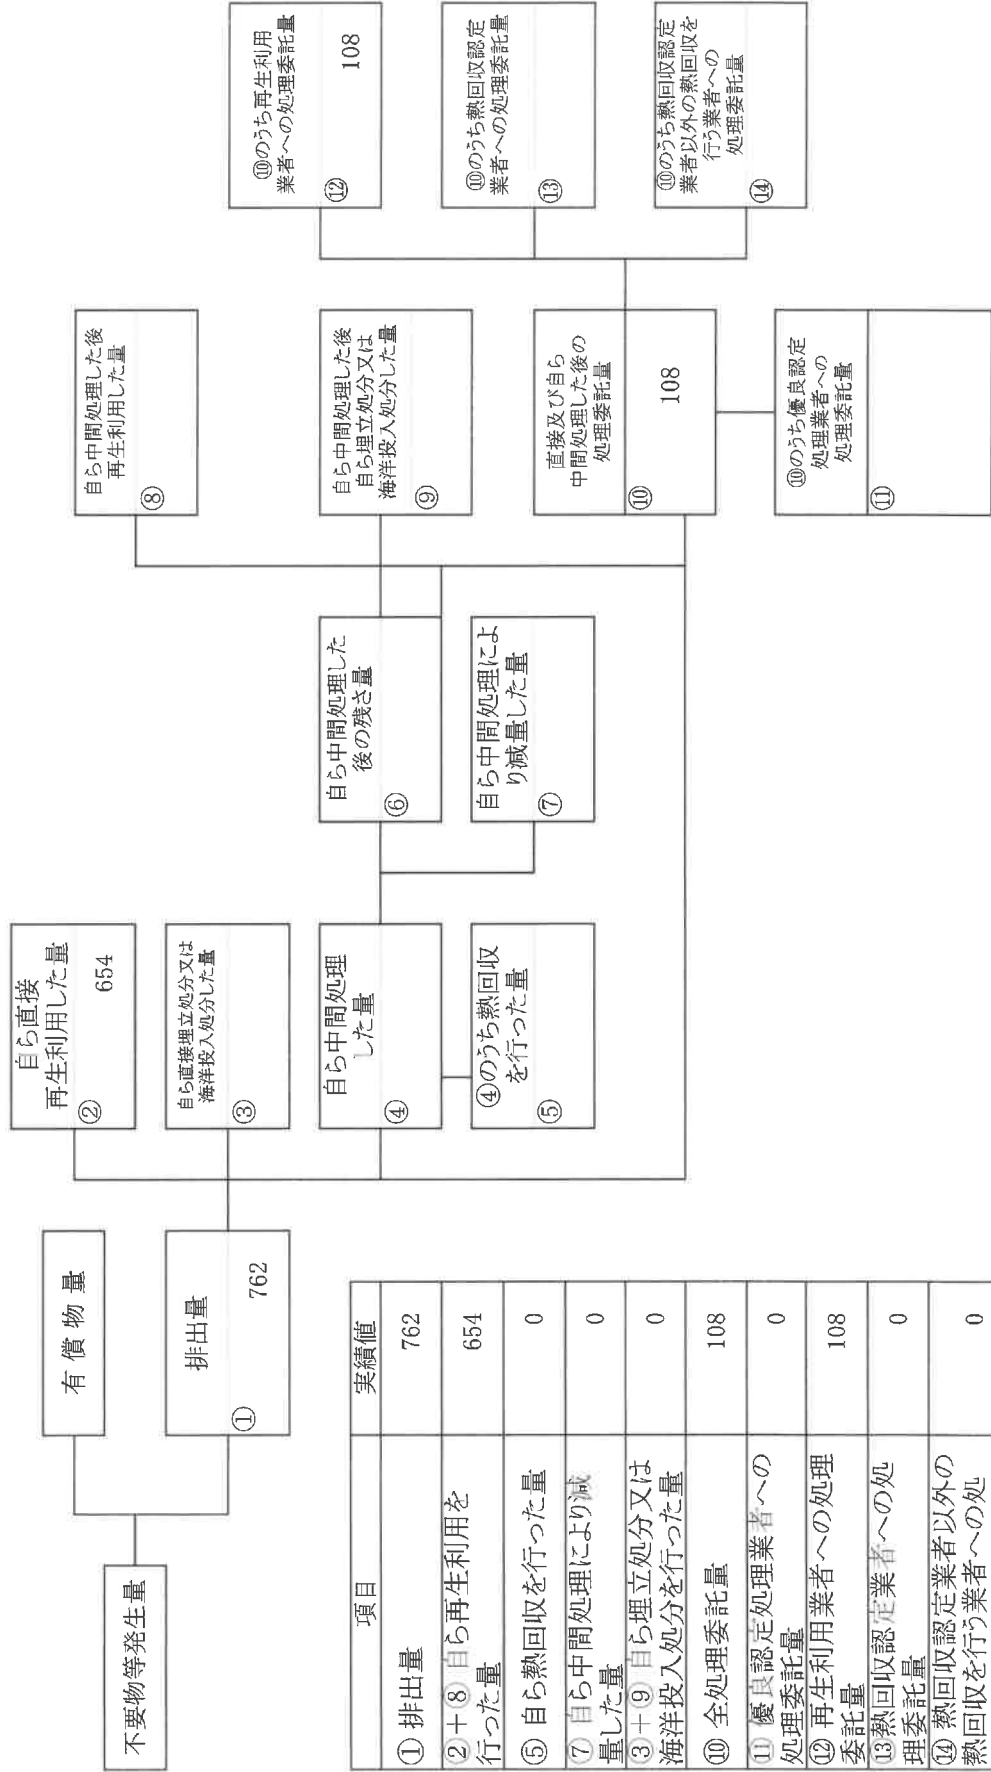 不要物等発生量
有 償 物 量
排出量
①
762
自ら直接
再生利用した量
②
654
自ら直接埋立処分又は
海洋投入処分した量
③
自ら中間処理
した量
④
④のうち熱回収
を行った量
⑤
自ら中間処理した
後の残さ量
⑥
自ら中間処理によ
り減量した量
⑦
自ら中間処理した後
再生利用した量
⑧
自ら中間処理した後
自ら埋立処分又は
海洋投入処分した量
⑨
直接及び自ら
中間処理した後の
処理委託量
⑩
108
⑩のうち優良認定
処理業者への
処理委託量
⑪
⑩のうち再生利用
業者への処理委託量
⑫
108
⑩のうち熱回収認定
業者への処理委託量
⑬
⑩のうち熱回収認定
業者以外の熱回収を
行う業者への
処理委託量
⑭
項目 実績値
① 排出量 762
②+⑧ 自ら再生利用を
行った量 654
⑤ 自ら熱回収を行った量 0
⑦ 自ら中間処理により減
量した量 0
③+⑨ 自ら埋立処分又は
海洋投入処分を行った量 0
⑩ 全処理委託量 108
⑪ 優良認定処理業者への
処理委託量 0
⑫ 再生利用業者への処理
委託量 108
⑬熱回収認定業者への処
理委託量 0
⑭ 熱回収認定業者以外の
熱回収を行う業者への処 0